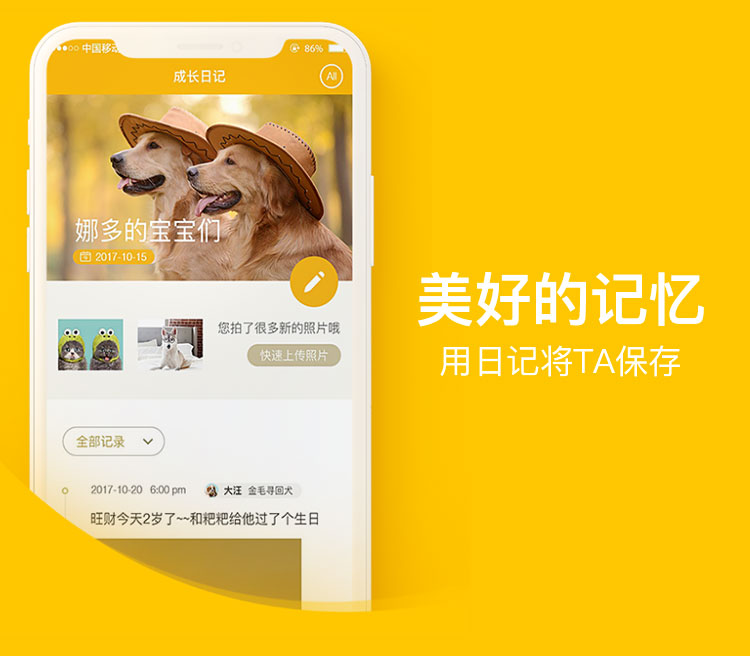 中国移动
86%
成长日记
All
娜多的宝宝们
2017-10-15
您拍了很多新的照片哦
快速上传照片
全部记录
2017-10-20 6:00 pm 大汪 金毛寻回犬
旺财今天2岁了~~和粑粑给他过了个生日
美好的记忆
用日记将TA保存